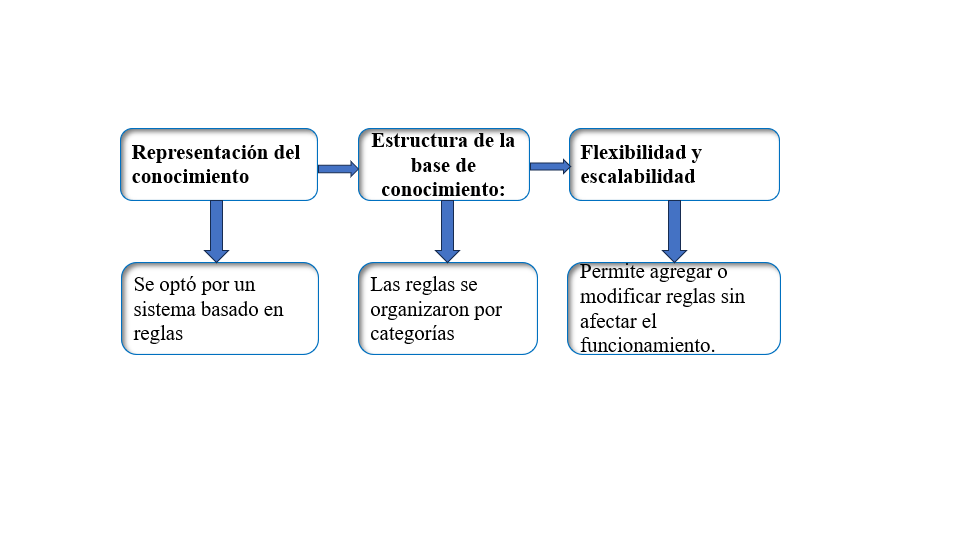 Representación del
conocimiento
Estructura de la
base de
conocimiento:
Flexibilidad y
escalabilidad
Se optó por un
sistema basado en
reglas
Las reglas se
organizaron por
categorías
Permite agregar o
modificar reglas sin
afectar el
funcionamiento.